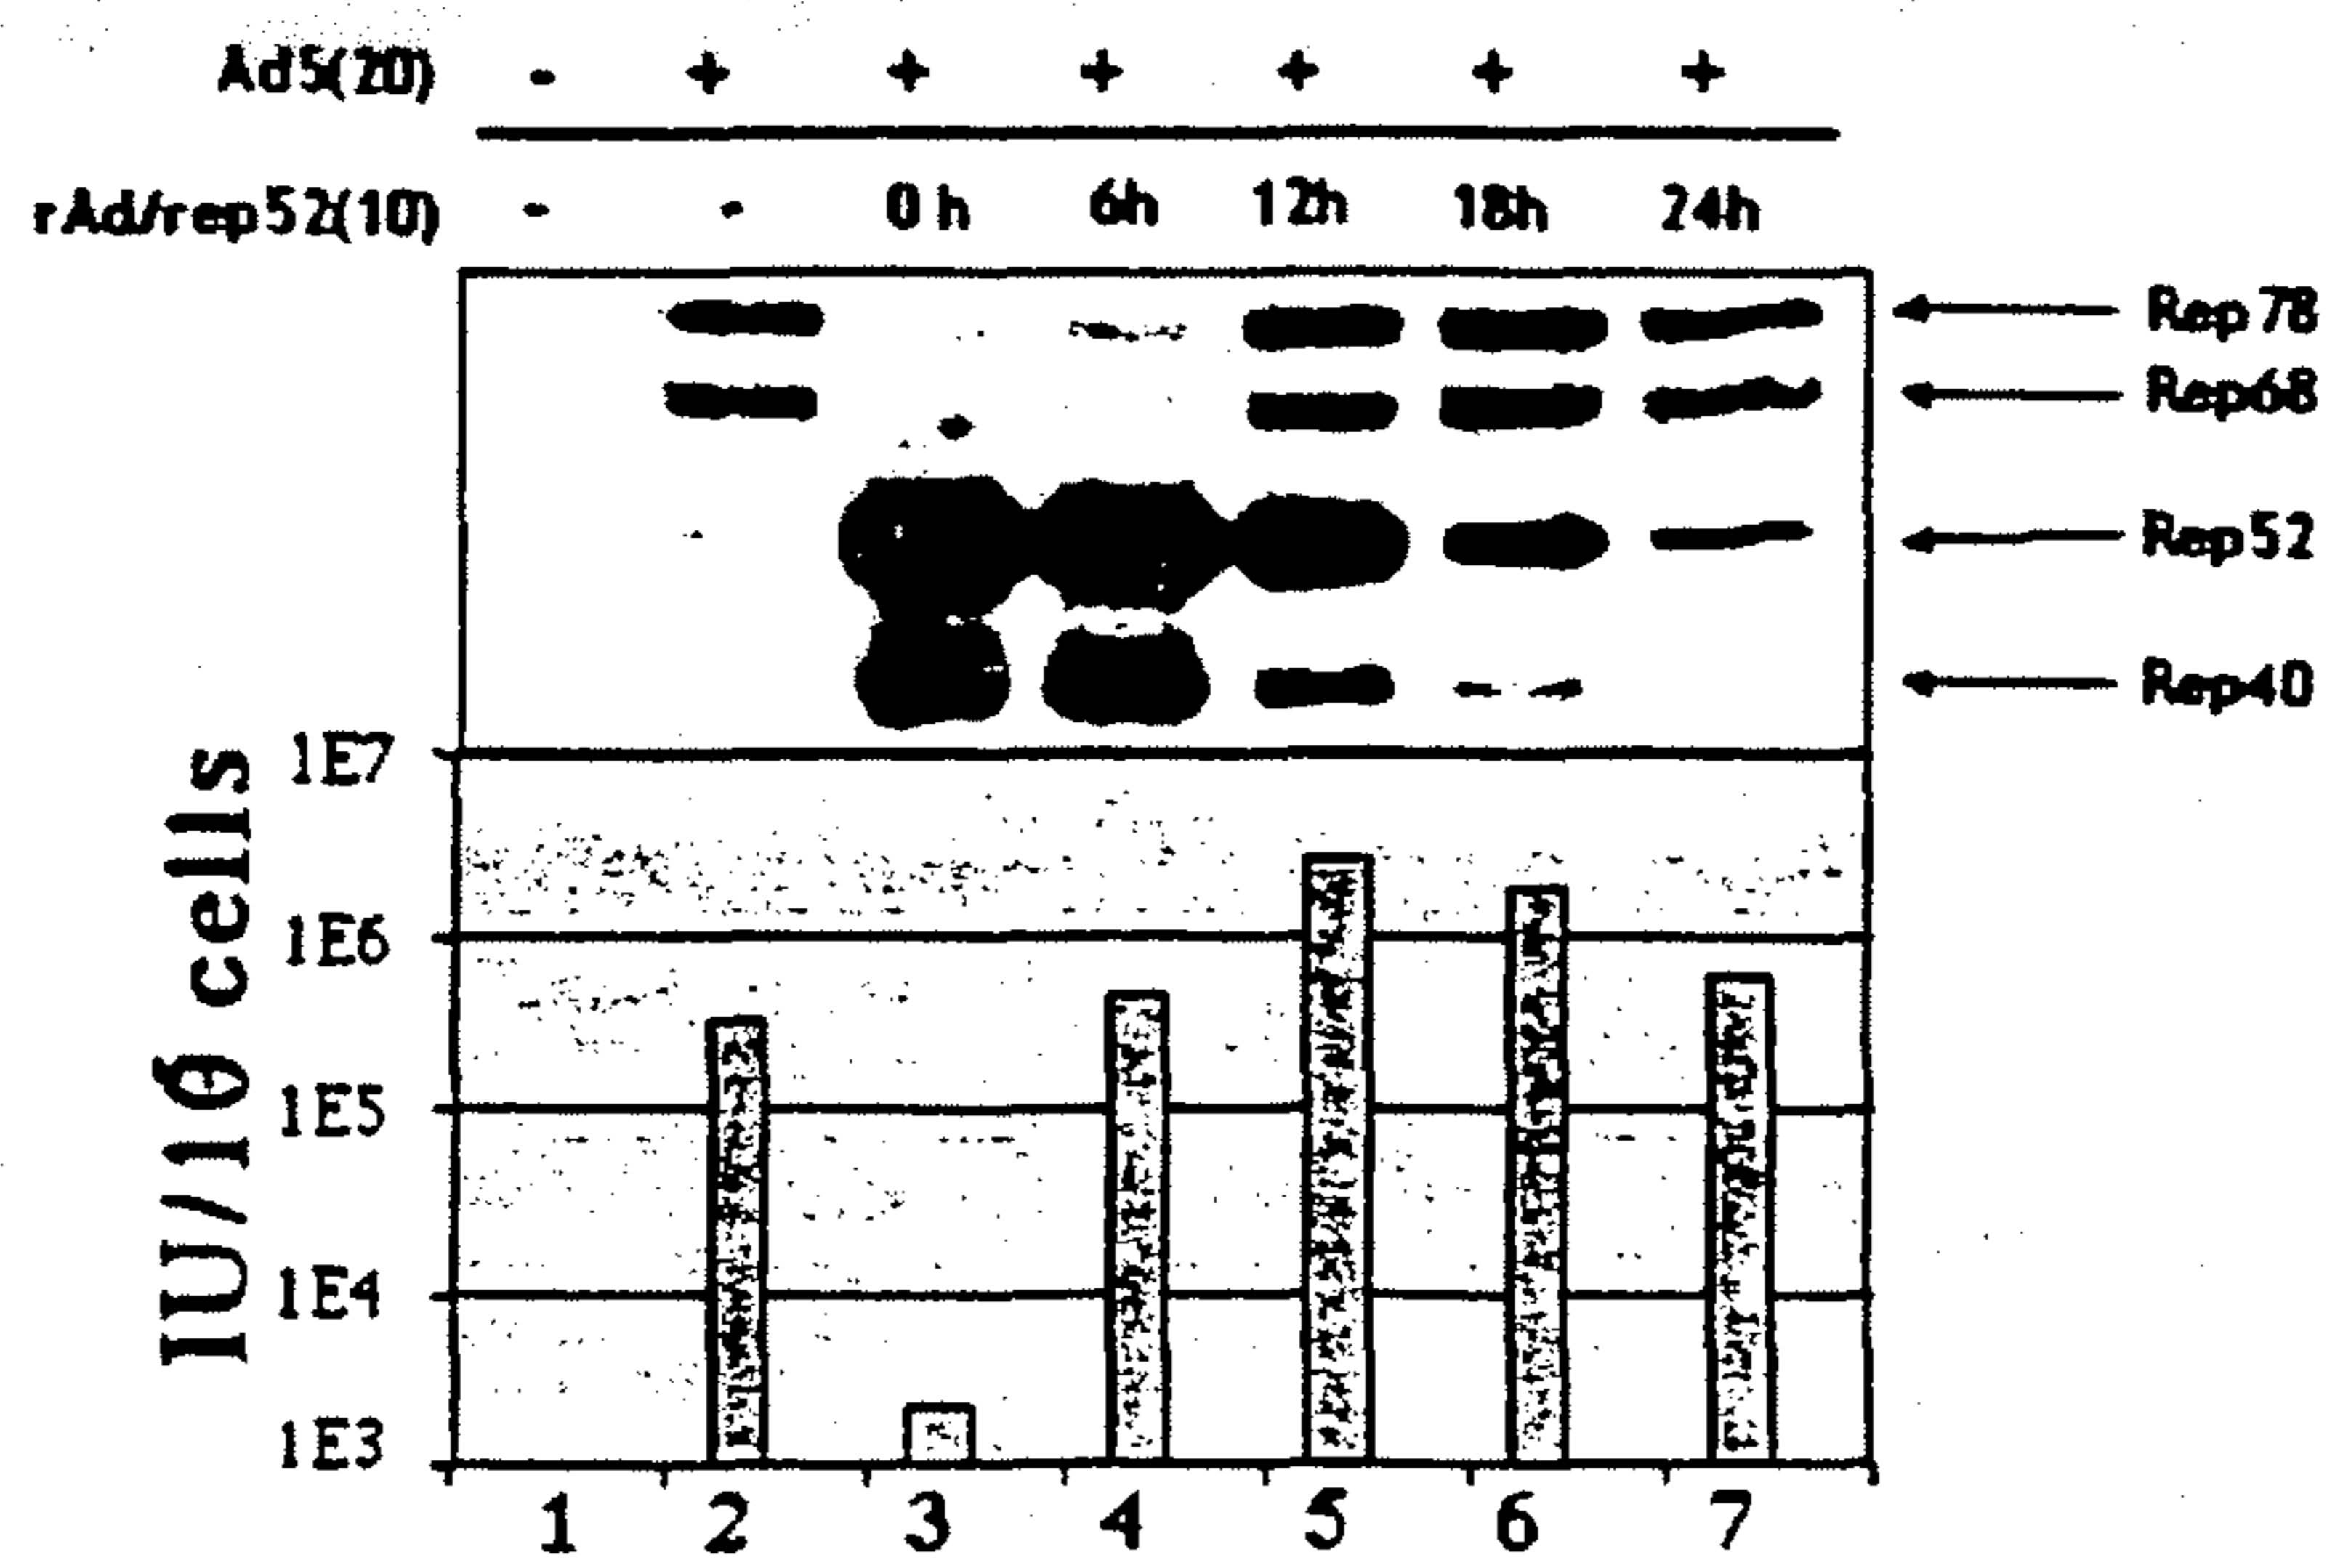 Ad5(20) - + + + + + +
rAd/rep52(10) - - 0 h 6h 12h 18h 24h
Rep78
Rep68
Rep52
Rep40
IU/10 cells
1E7
1E6
1E5
1E4
1E3
1 2 3 4 5 6 7